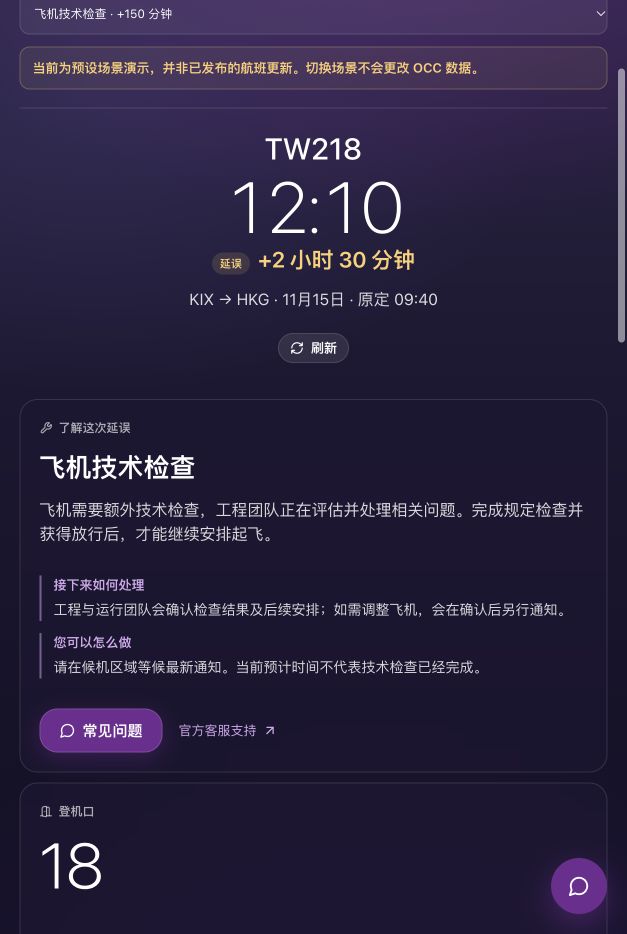 飞机技术检查 · +150 分钟
当前为预设场景演示，并非已发布的航班更新。切换场景不会更改 OCC 数据。
TW218
12:10
延误 +2 小时 30 分钟
KIX → HKG · 11月15日 · 原定 09:40
刷新
了解这次延误
飞机技术检查
飞机需要额外技术检查，工程团队正在评估并处理相关问题。完成规定检查并
获得放行后，才能继续安排起飞。
接下来如何处理
工程与运行团队会确认检查结果及后续安排；如需调整飞机，会在确认后另行通知。
您可以怎么做
请在候机区域等候最新通知。当前预计时间不代表技术检查已经完成。
常见问题 官方客服支持 ↗
登机口
18